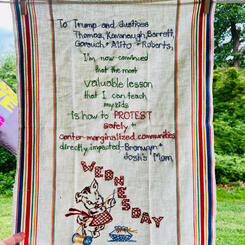 To Trump and Justices
Thomas, Kavanaugh, Barrett,
Gorsuch + Alito + Roberts,
I'm now convinced
that the most
valuable lesson
that I can teach
my kids
is how to PROTEST
safely +
center marginalized communities
directly impacted - Bronwyn +
Josh's Mom
WEDNESDAY